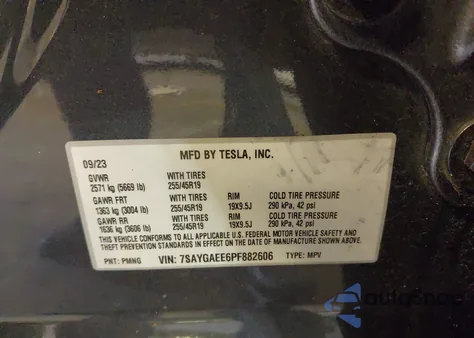 MFD BY TESLA, INC.
09/23
GVWR WITH TIRES
2571 kg (5669 lb) 255/45R19
GAWR FRT WITH TIRES RIM COLD TIRE PRESSURE
1363 kg (3004 lb) 255/45R19 19X9.5J 290 kPa, 42 psi
GAWR RR WITH TIRES RIM COLD TIRE PRESSURE
1636 kg (3606 lb) 255/45R19 19X9.5J 290 kPa, 42 psi
THIS VEHICLE CONFORMS TO ALL APPLICABLE U.S. FEDERAL MOTOR VEHICLE SAFETY AND
THEFT PREVENTION STANDARDS IN EFFECT ON THE DATE OF MANUFACTURE SHOWN ABOVE.
PNT: PMNG VIN: 7SAYGAEE6PF882606 TYPE: MPV